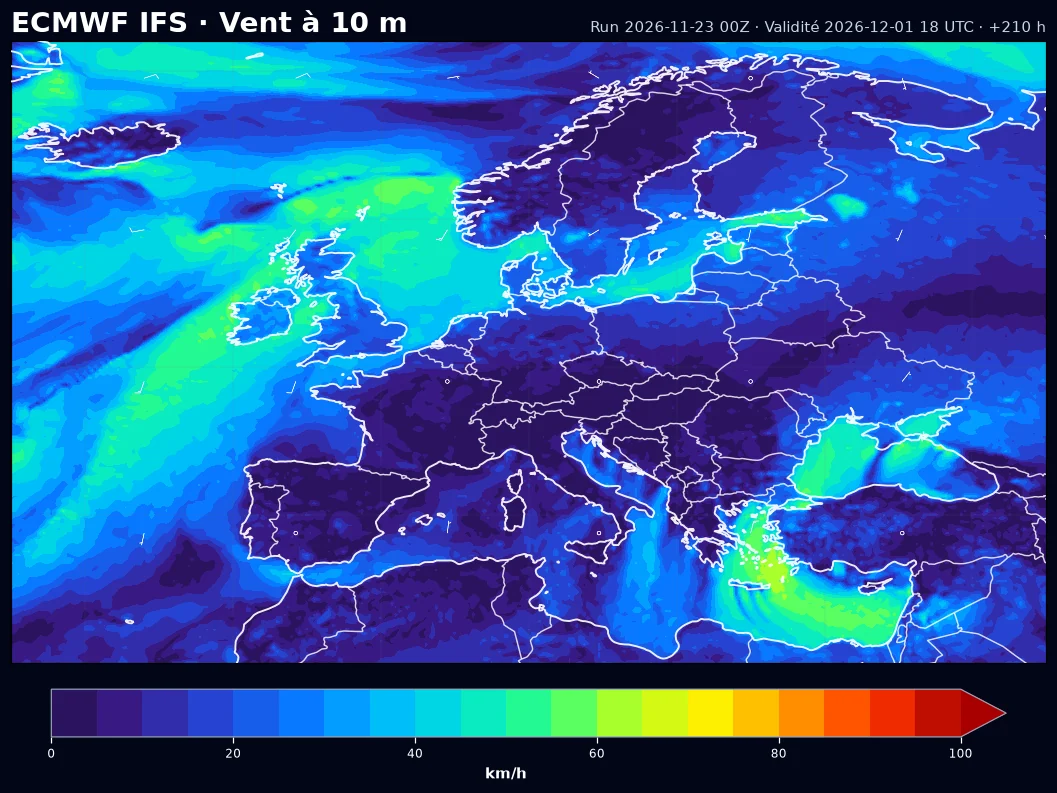 ECMWF IFS · Vent à 10 m
Run 2026-11-23 00Z · Validité 2026-12-01 18 UTC · +210 h
0 20 40 60 80 100
km/h